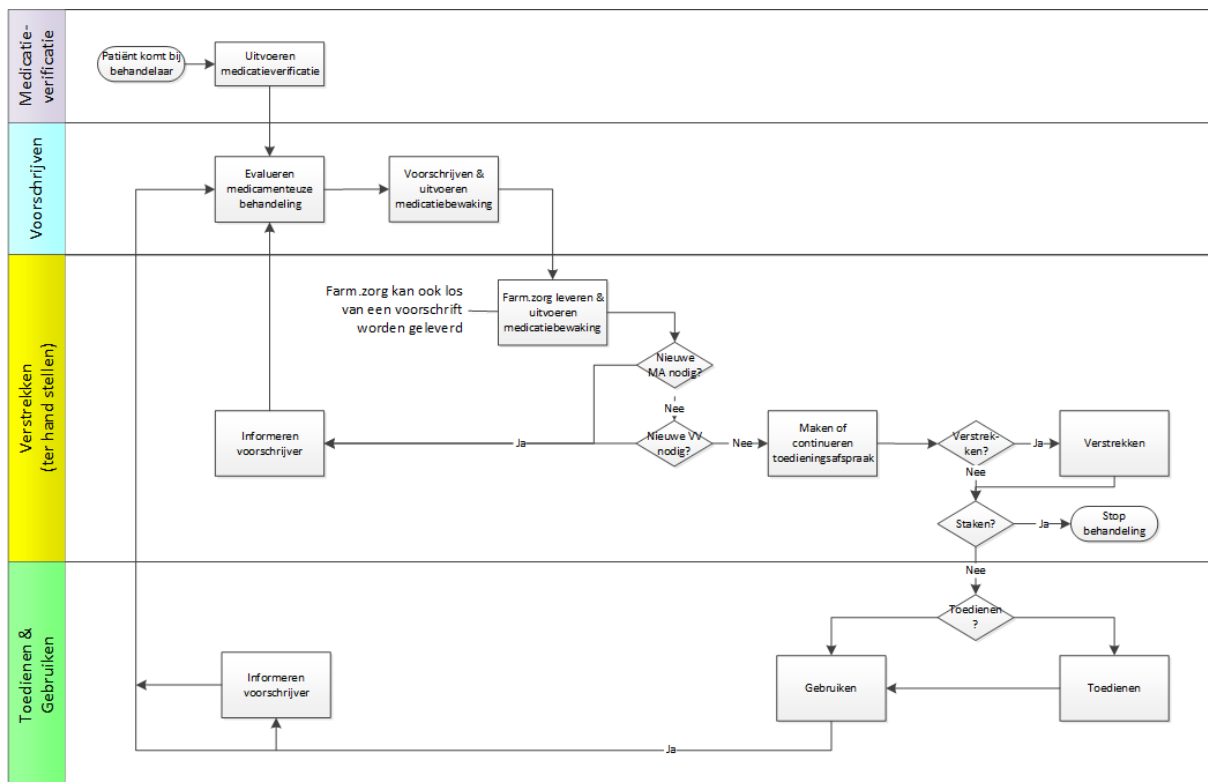 Medicatie-
verificatie
Patiënt komt bij
behandelaar
Uitvoeren
medicatieverificatie
Voorschrijven
Evalueren
medicamenteuze
behandeling
Voorschrijven &
uitvoeren
medicatiebewaking
Verstrekken
(ter hand stellen)
Farm.zorg kan ook los
van een voorschrift
worden geleverd
Farm.zorg leveren &
uitvoeren
medicatiebewaking
Nieuwe
MA nodig?
Nee
Informeren
voorschrijver
Ja
Nieuwe VV
nodig?
Nee
Maken of
continueren
toedieningsafspraak
Verstrek-
ken?
Ja
Verstrekken
Nee
Staken?
Ja
Stop
behandeling
Nee
Toedienen &
Gebruiken
Toedienen
?
Informeren
voorschrijver
Gebruiken
Toedienen
Ja